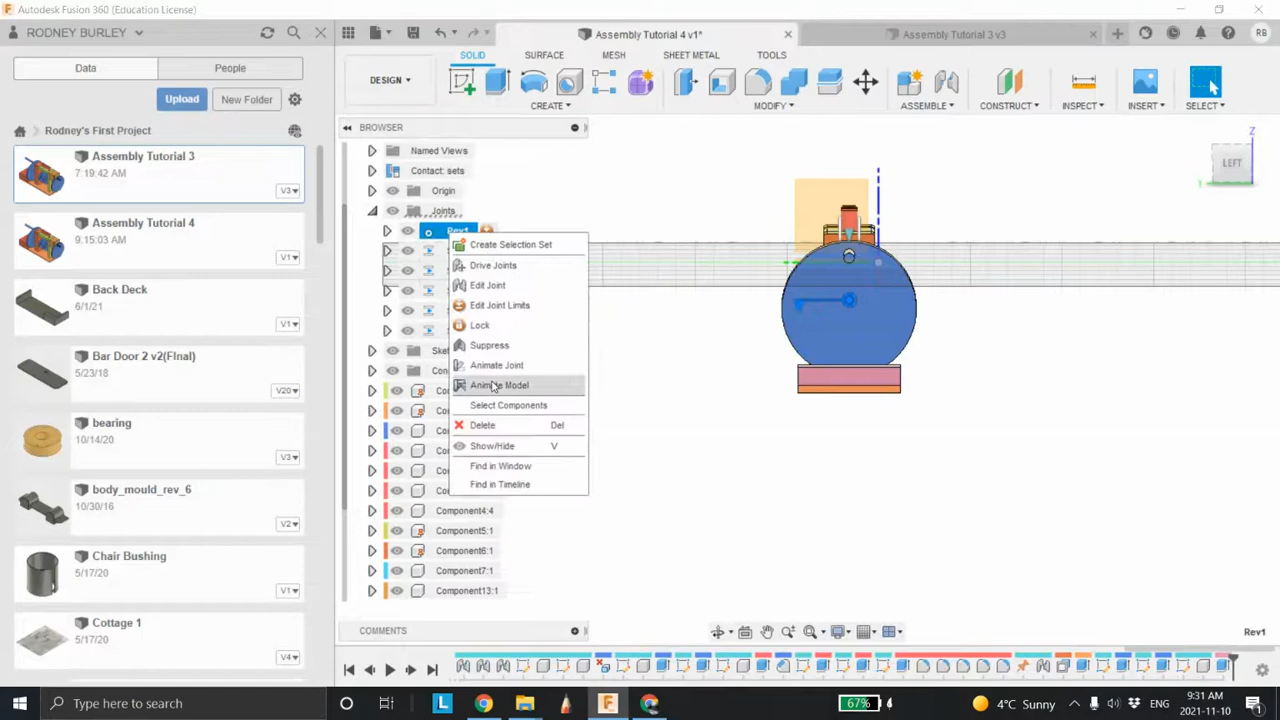 Autodesk Fusion 360 (Education License)
RODNEY BURLEY
Assembly Tutorial 4 v1*
Assembly Tutorial 3 v3
RB
Data
People
Upload
New Folder
Rodney's First Project
Assembly Tutorial 3
7:19:42 AM
V3
Assembly Tutorial 4
9:15:03 AM
V1
Back Deck
6/1/21
V1
Bar Door 2 v2(FInal)
5/23/18
V20
bearing
10/14/20
V3
body_mould_rev_6
10/30/16
V2
Chair Bushing
5/17/20
V1
Cottage 1
5/17/20
V4
SOLID
SURFACE
MESH
SHEET METAL
TOOLS
DESIGN
CREATE
MODIFY
ASSEMBLE
CONSTRUCT
INSPECT
INSERT
SELECT
BROWSER
Named Views
Contact: sets
Origin
Joints
Rev1
Component4:4
Component5:1
Component6:1
Component7:1
Component13:1
Create Selection Set
Drive Joints
Edit Joint
Edit Joint Limits
Lock
Suppress
Animate Joint
Animate Model
Select Components
Delete Del
Show/Hide V
Find in Window
Find in Timeline
Z
LEFT
COMMENTS
Rev1
Type here to search
67%
4°C Sunny
ENG
9:31 AM
2021-11-10